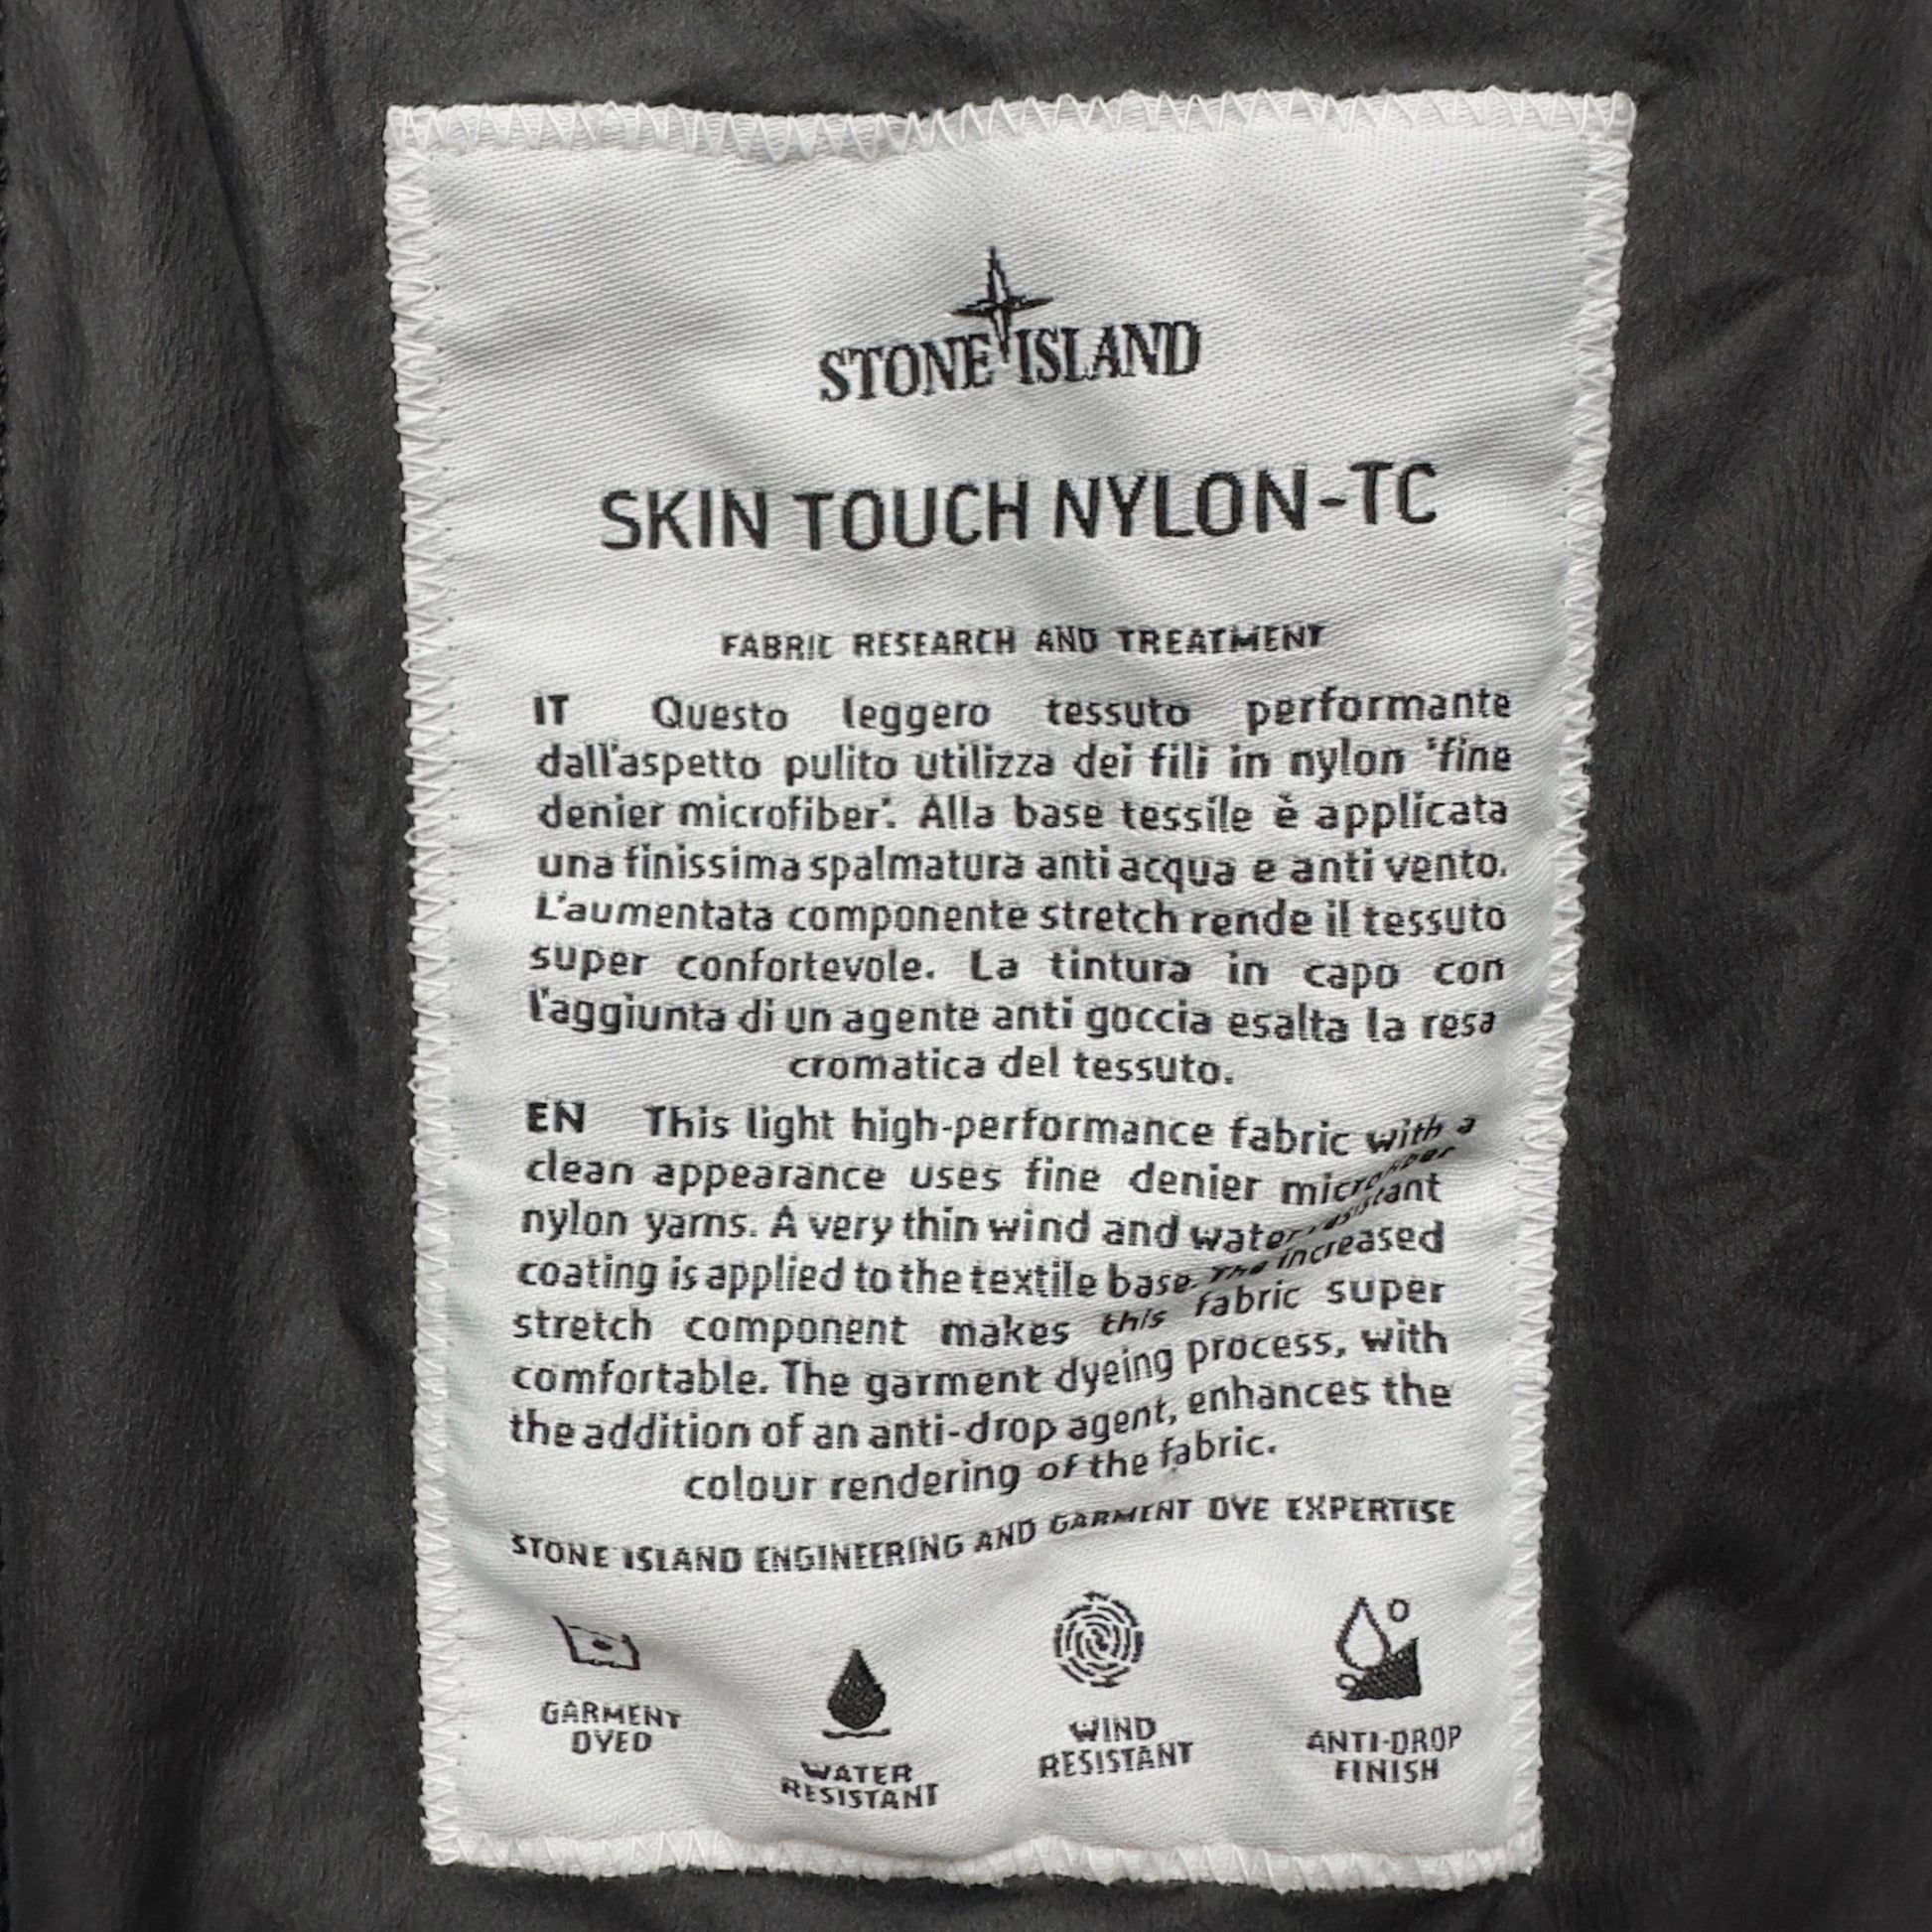 STONE ISLAND
SKIN TOUCH NYLON-TC
FABRIC RESEARCH AND TREATMENT
IT Questo leggero tessuto performante
dall'aspetto pulito utilizza dei fili in nylon 'fine
denier microfiber'. Alla base tessile è applicata
una finissima spalmatura anti acqua e anti vento.
L'aumentata componente stretch rende il tessuto
super confortevole. La tintura in capo con
l'aggiunta di un agente anti goccia esalta la resa
cromatica del tessuto.
EN This light high-performance fabric with a
clean appearance uses fine denier microfiber
nylon yarns. A very thin wind and water resistant
coating is applied to the textile base. The increased
stretch component makes this fabric super
comfortable. The garment dyeing process, with
the addition of an anti-drop agent, enhances the
colour rendering of the fabric.
STONE ISLAND ENGINEERING AND GARMENT DYE EXPERTISE
GARMENT
DYED
WATER
RESISTANT
WIND
RESISTANT
ANTI-DROP
FINISH